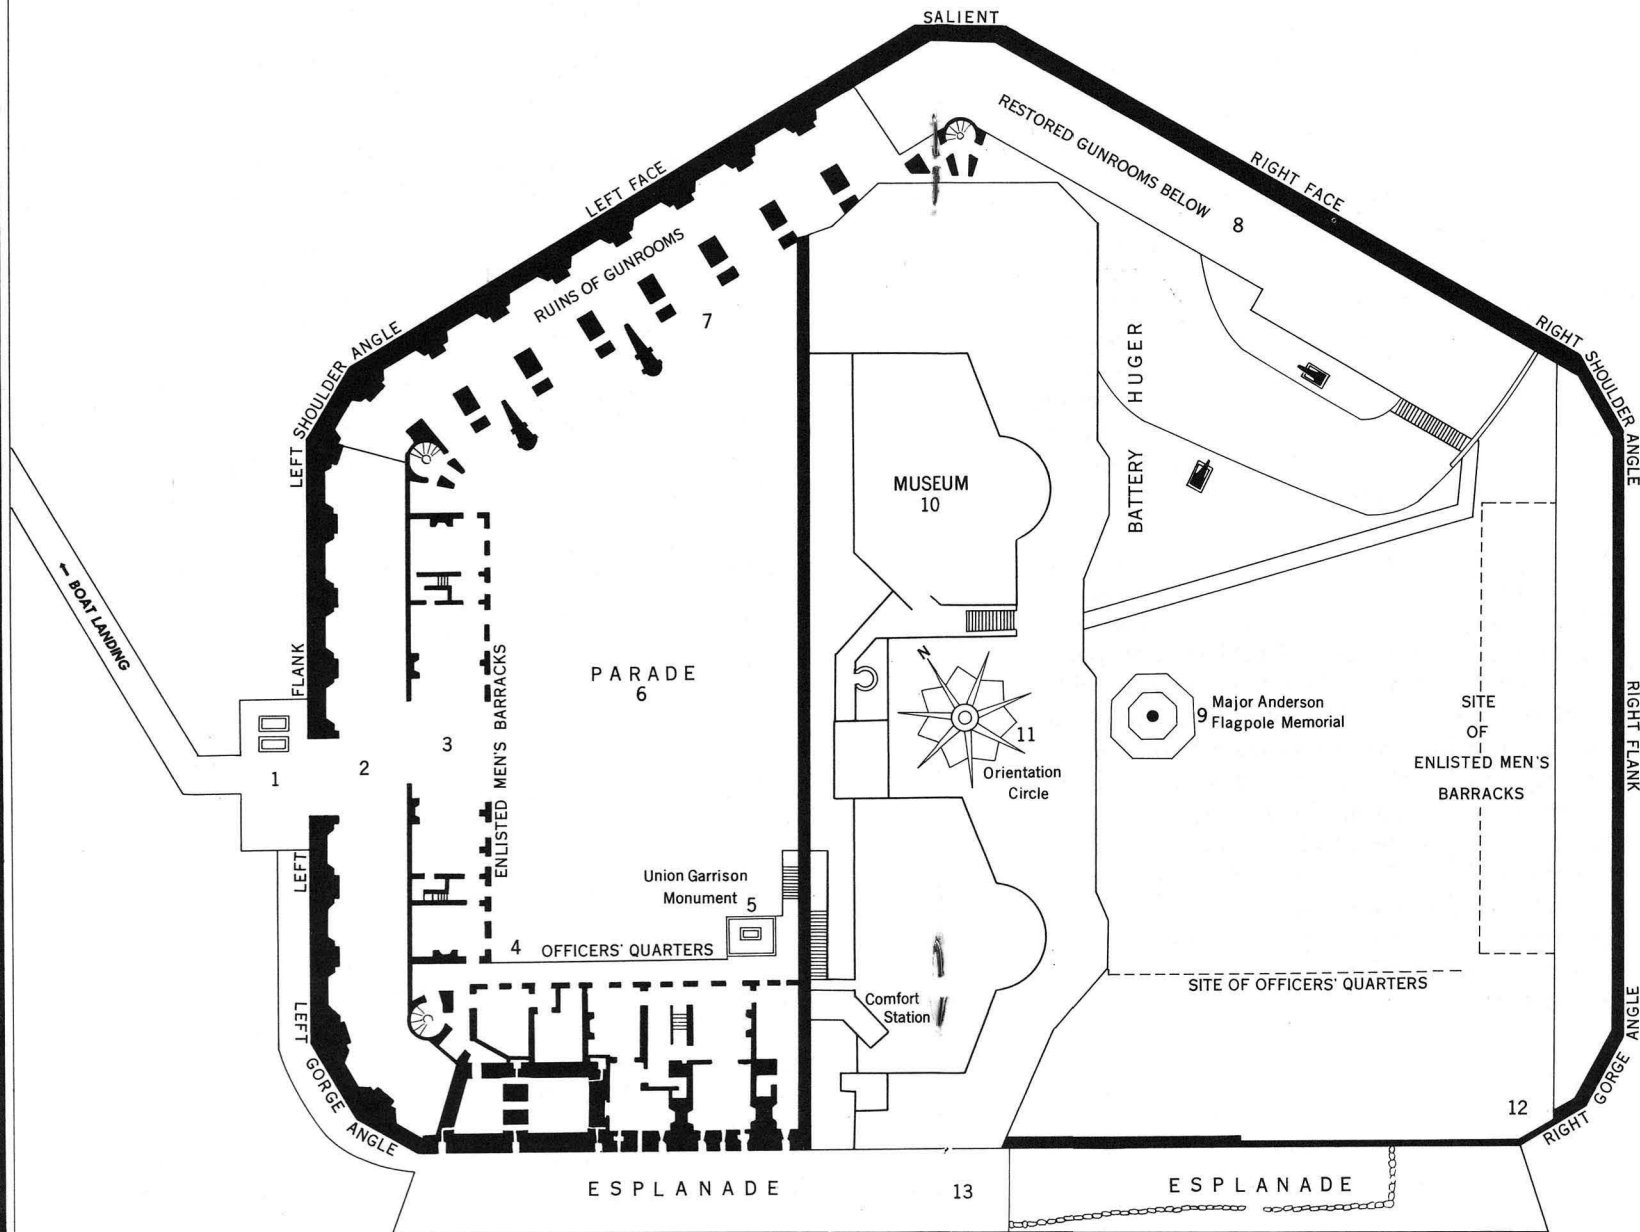 SALIENT
RESTORED GUNROOMS BELOW
8
RIGHT FACE
LEFT FACE
RUINS OF GUNROOMS
7
LEFT SHOULDER ANGLE
RIGHT SHOULDER ANGLE
BATTERY HUGER
MUSEUM
10
← BOAT LANDING
LEFT FLANK
1
2
3
ENLISTED MEN'S BARRACKS
PARADE
6
N
11
Orientation
Circle
9
Major Anderson
Flagpole Memorial
SITE
OF
ENLISTED MEN'S
BARRACKS
RIGHT FLANK
Union Garrison
Monument
5
4
OFFICERS' QUARTERS
Comfort
Station
SITE OF OFFICERS' QUARTERS
LEFT GORGE ANGLE
12
RIGHT GORGE ANGLE
ESPLANADE
13
ESPLANADE